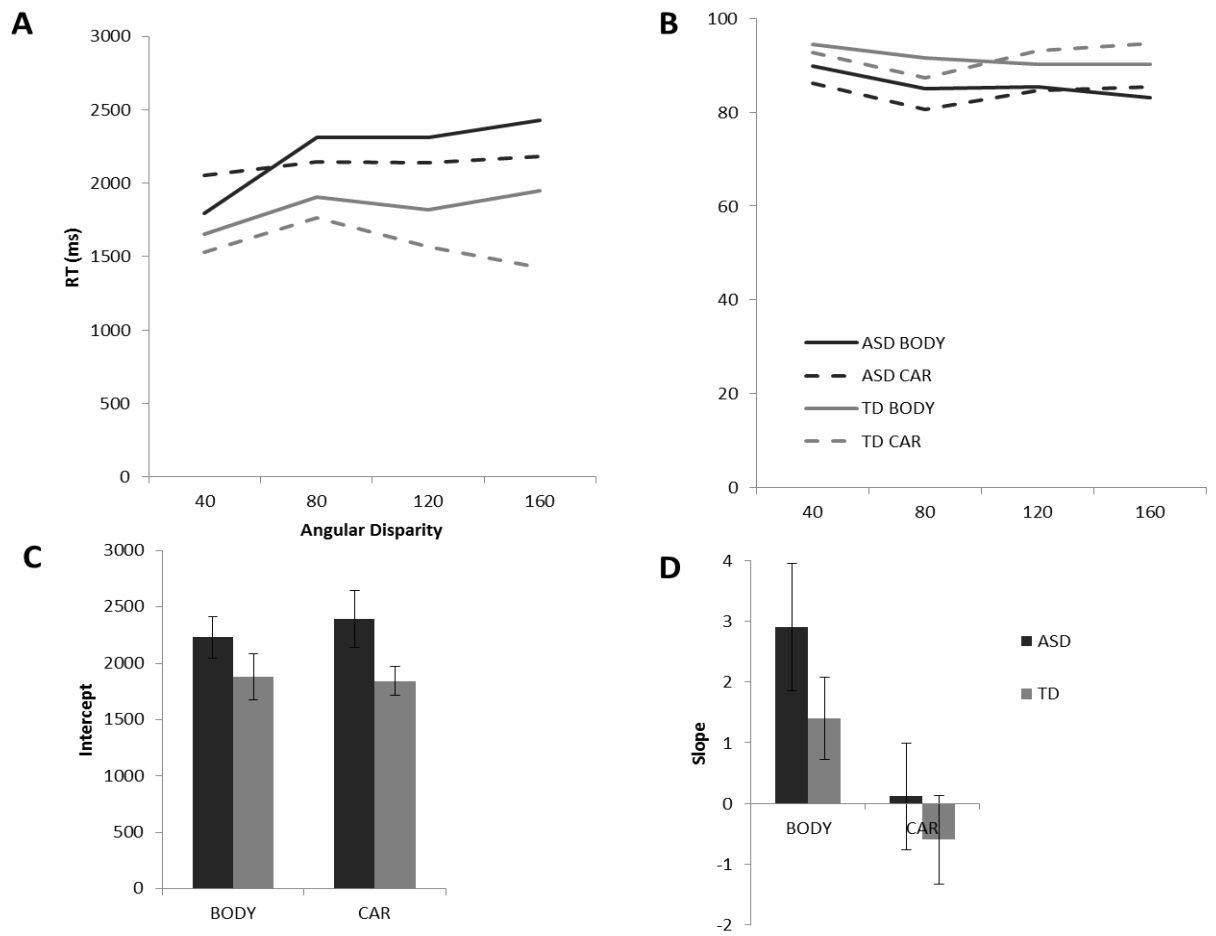 A
3000
2500
2000
1500
1000
500
0
RT (ms)
40 80 120 160
Angular Disparity
B
100
80
60
40
20
0
ASD BODY
ASD CAR
TD BODY
TD CAR
40 80 120 160
C
3000
2500
2000
1500
1000
500
0
Intercept
BODY CAR
D
4
3
2
1
0
-1
-2
Slope
BODY CAR
ASD
TD